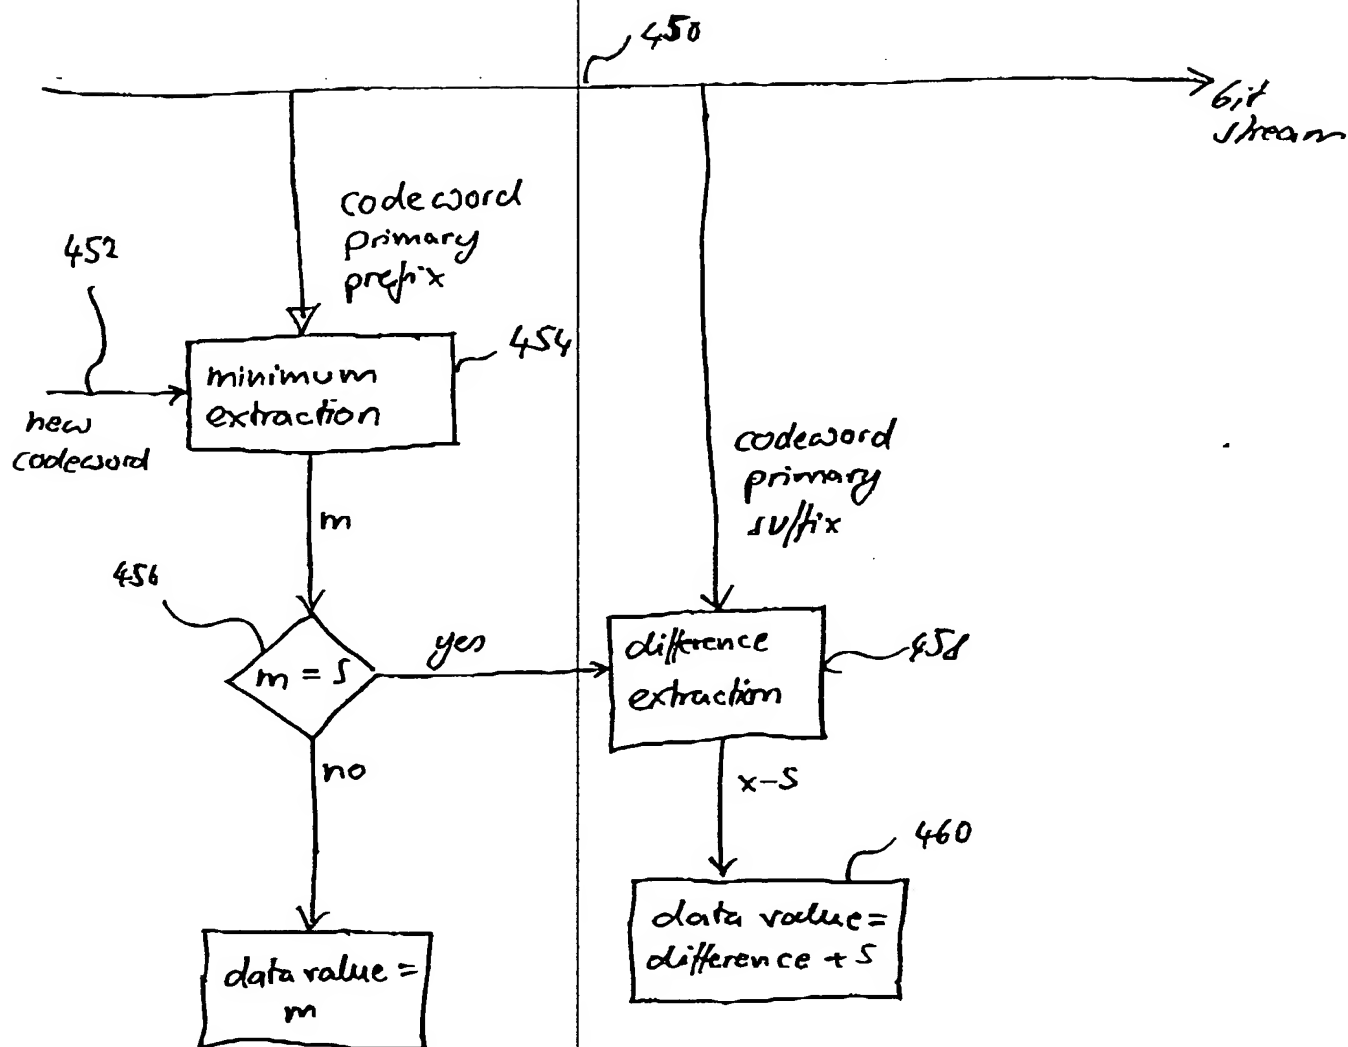 450
bit
stream
codeword
primary
prefix
452
454
minimum
extraction
new
codeword
codeword
primary
suffix
m
456
m = S
yes
difference
extraction
458
no
x-S
460
data value =
difference + S
data value =
m